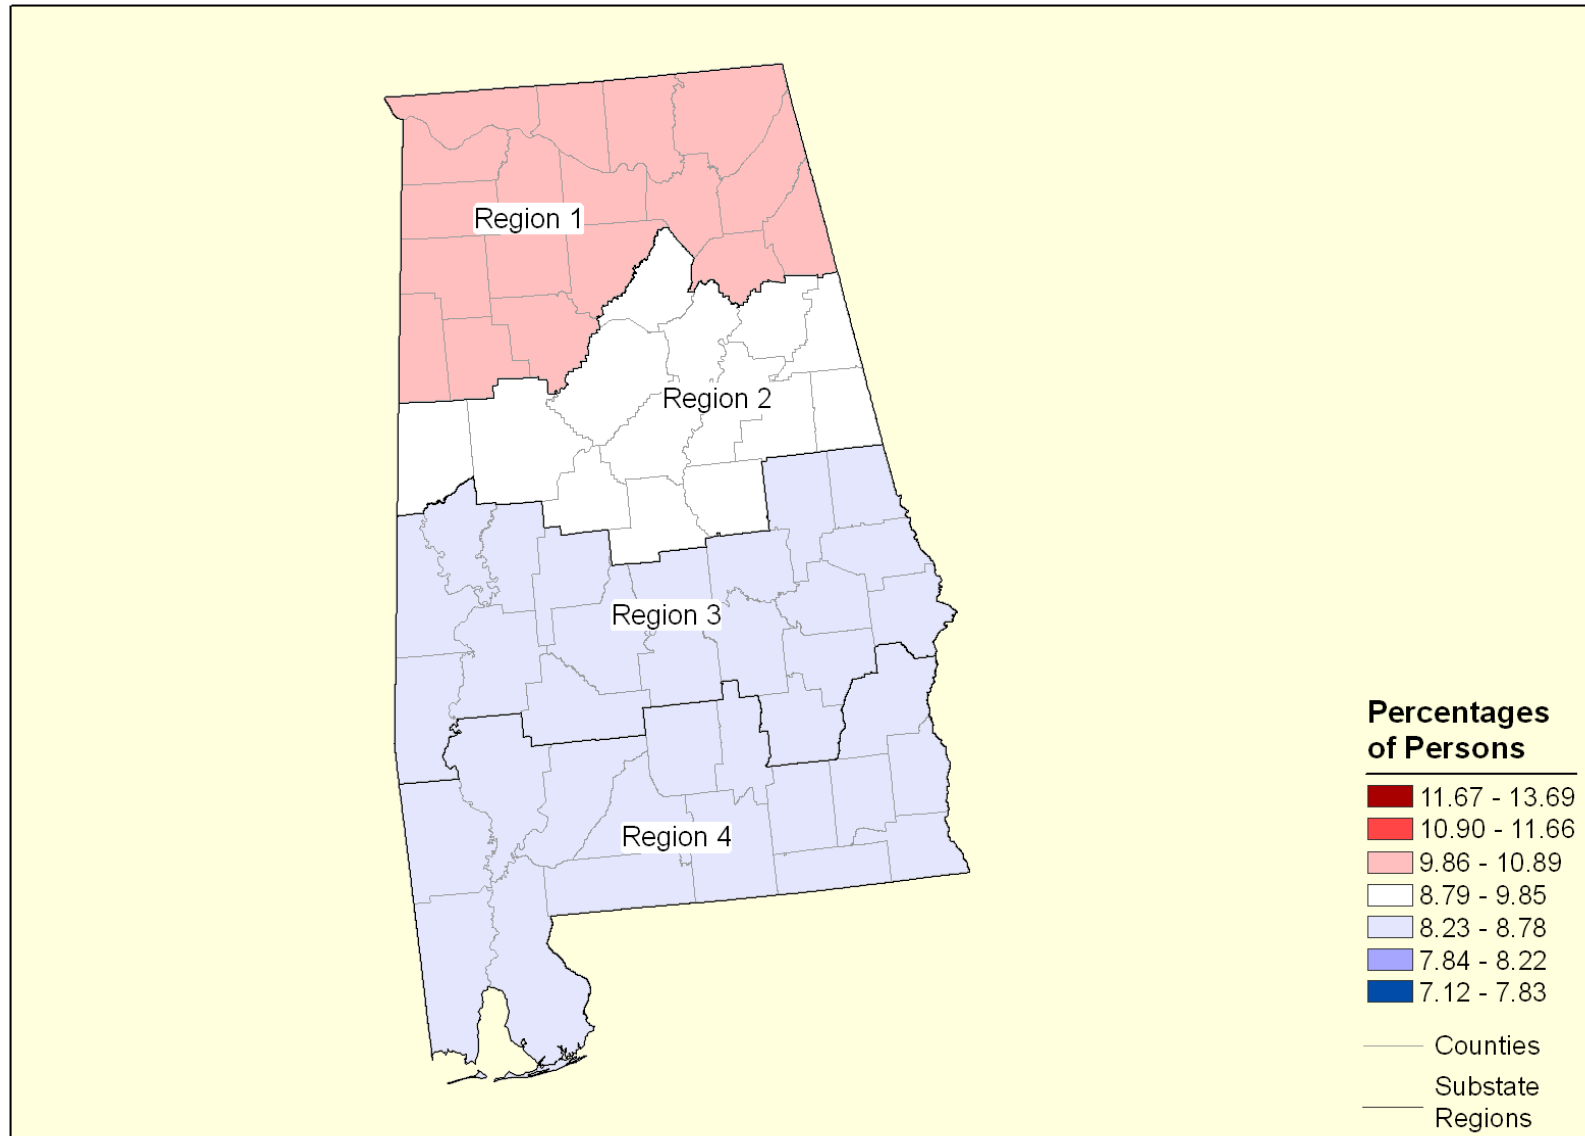 Region 1
Region 2
Region 3
Region 4
Percentages
of Persons
11.67 - 13.69
10.90 - 11.66
9.86 - 10.89
8.79 - 9.85
8.23 - 8.78
7.84 - 8.22
7.12 - 7.83
Counties
Substate
Regions